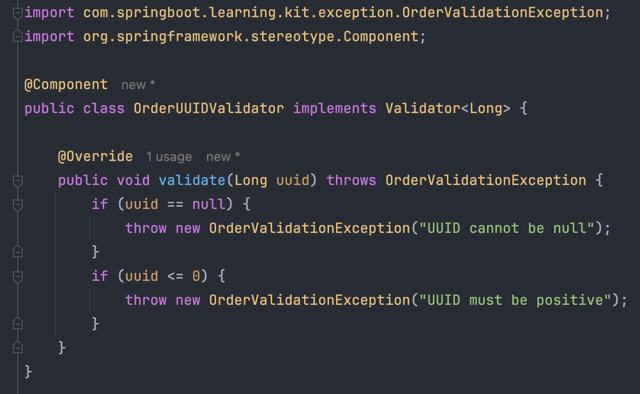 import com.springboot.learning.kit.exception.OrderValidationException;
import org.springframework.stereotype.Component;
@Component new *
public class OrderUUIDValidator implements Validator<Long> {
@Override 1 usage new *
public void validate(Long uuid) throws OrderValidationException {
if (uuid == null) {
throw new OrderValidationException("UUID cannot be null");
}
if (uuid <= 0) {
throw new OrderValidationException("UUID must be positive");
}
}
}